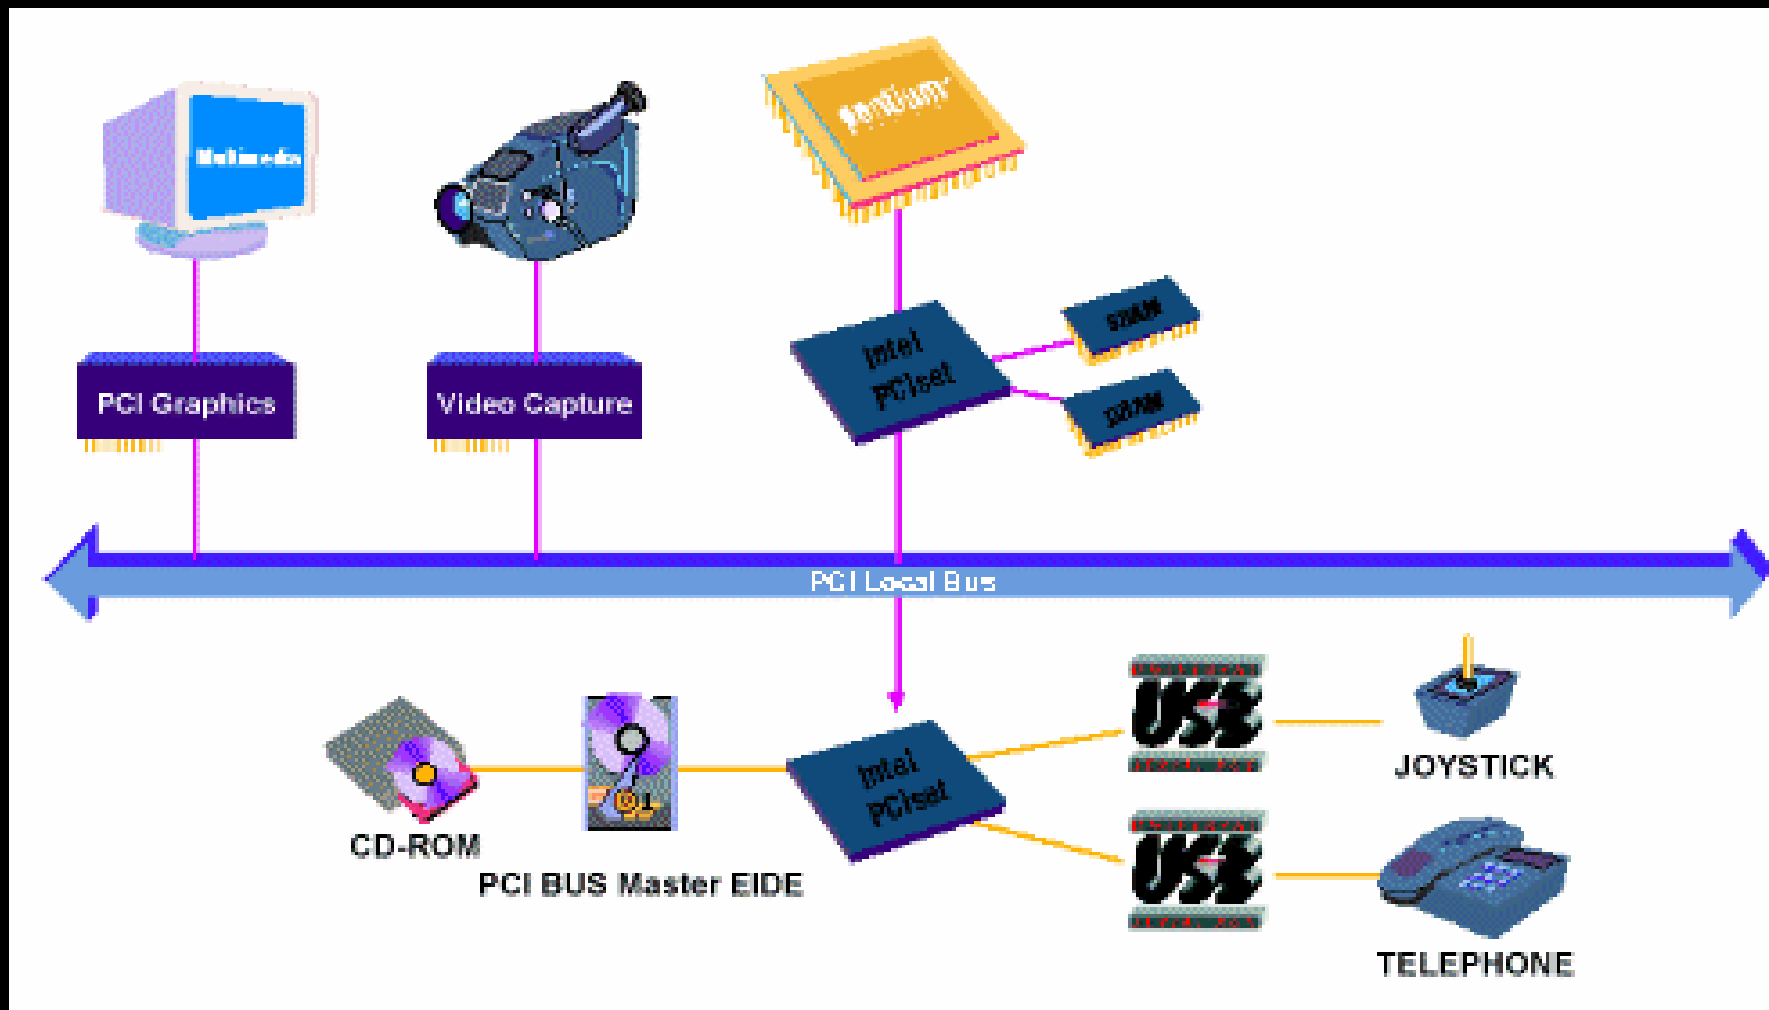 Multimedia
pentium
PCI Graphics
Video Capture
intel
PCIset
SRAM
DRAM
PCI Local Bus
CD-ROM
PCI BUS Master EIDE
intel
PCIset
USB
JOYSTICK
USB
TELEPHONE